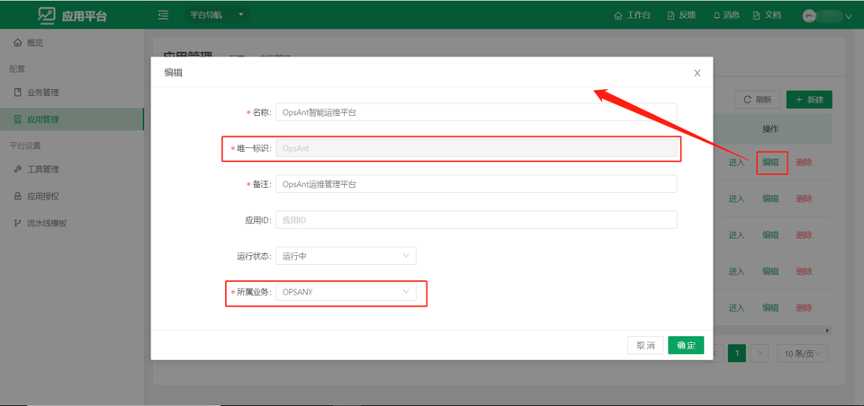 应用平台
平台导航
工作台
反馈
消息
文档
概览
配置
业务管理
应用管理
平台设置
工具管理
应用授权
流水线模板
应用管理
编辑
X
* 名称:
OpsAnt智能运维平台
* 唯一标识:
OpsAnt
* 备注:
OpsAnt运维管理平台
应用ID:
应用ID
运行状态:
运行中
* 所属业务:
OPSANY
取消
确定
刷新
+ 新建
操作
进入 编辑 删除
进入 编辑 删除
进入 编辑 删除
进入 编辑 删除
进入 编辑 删除
1
10 条/页